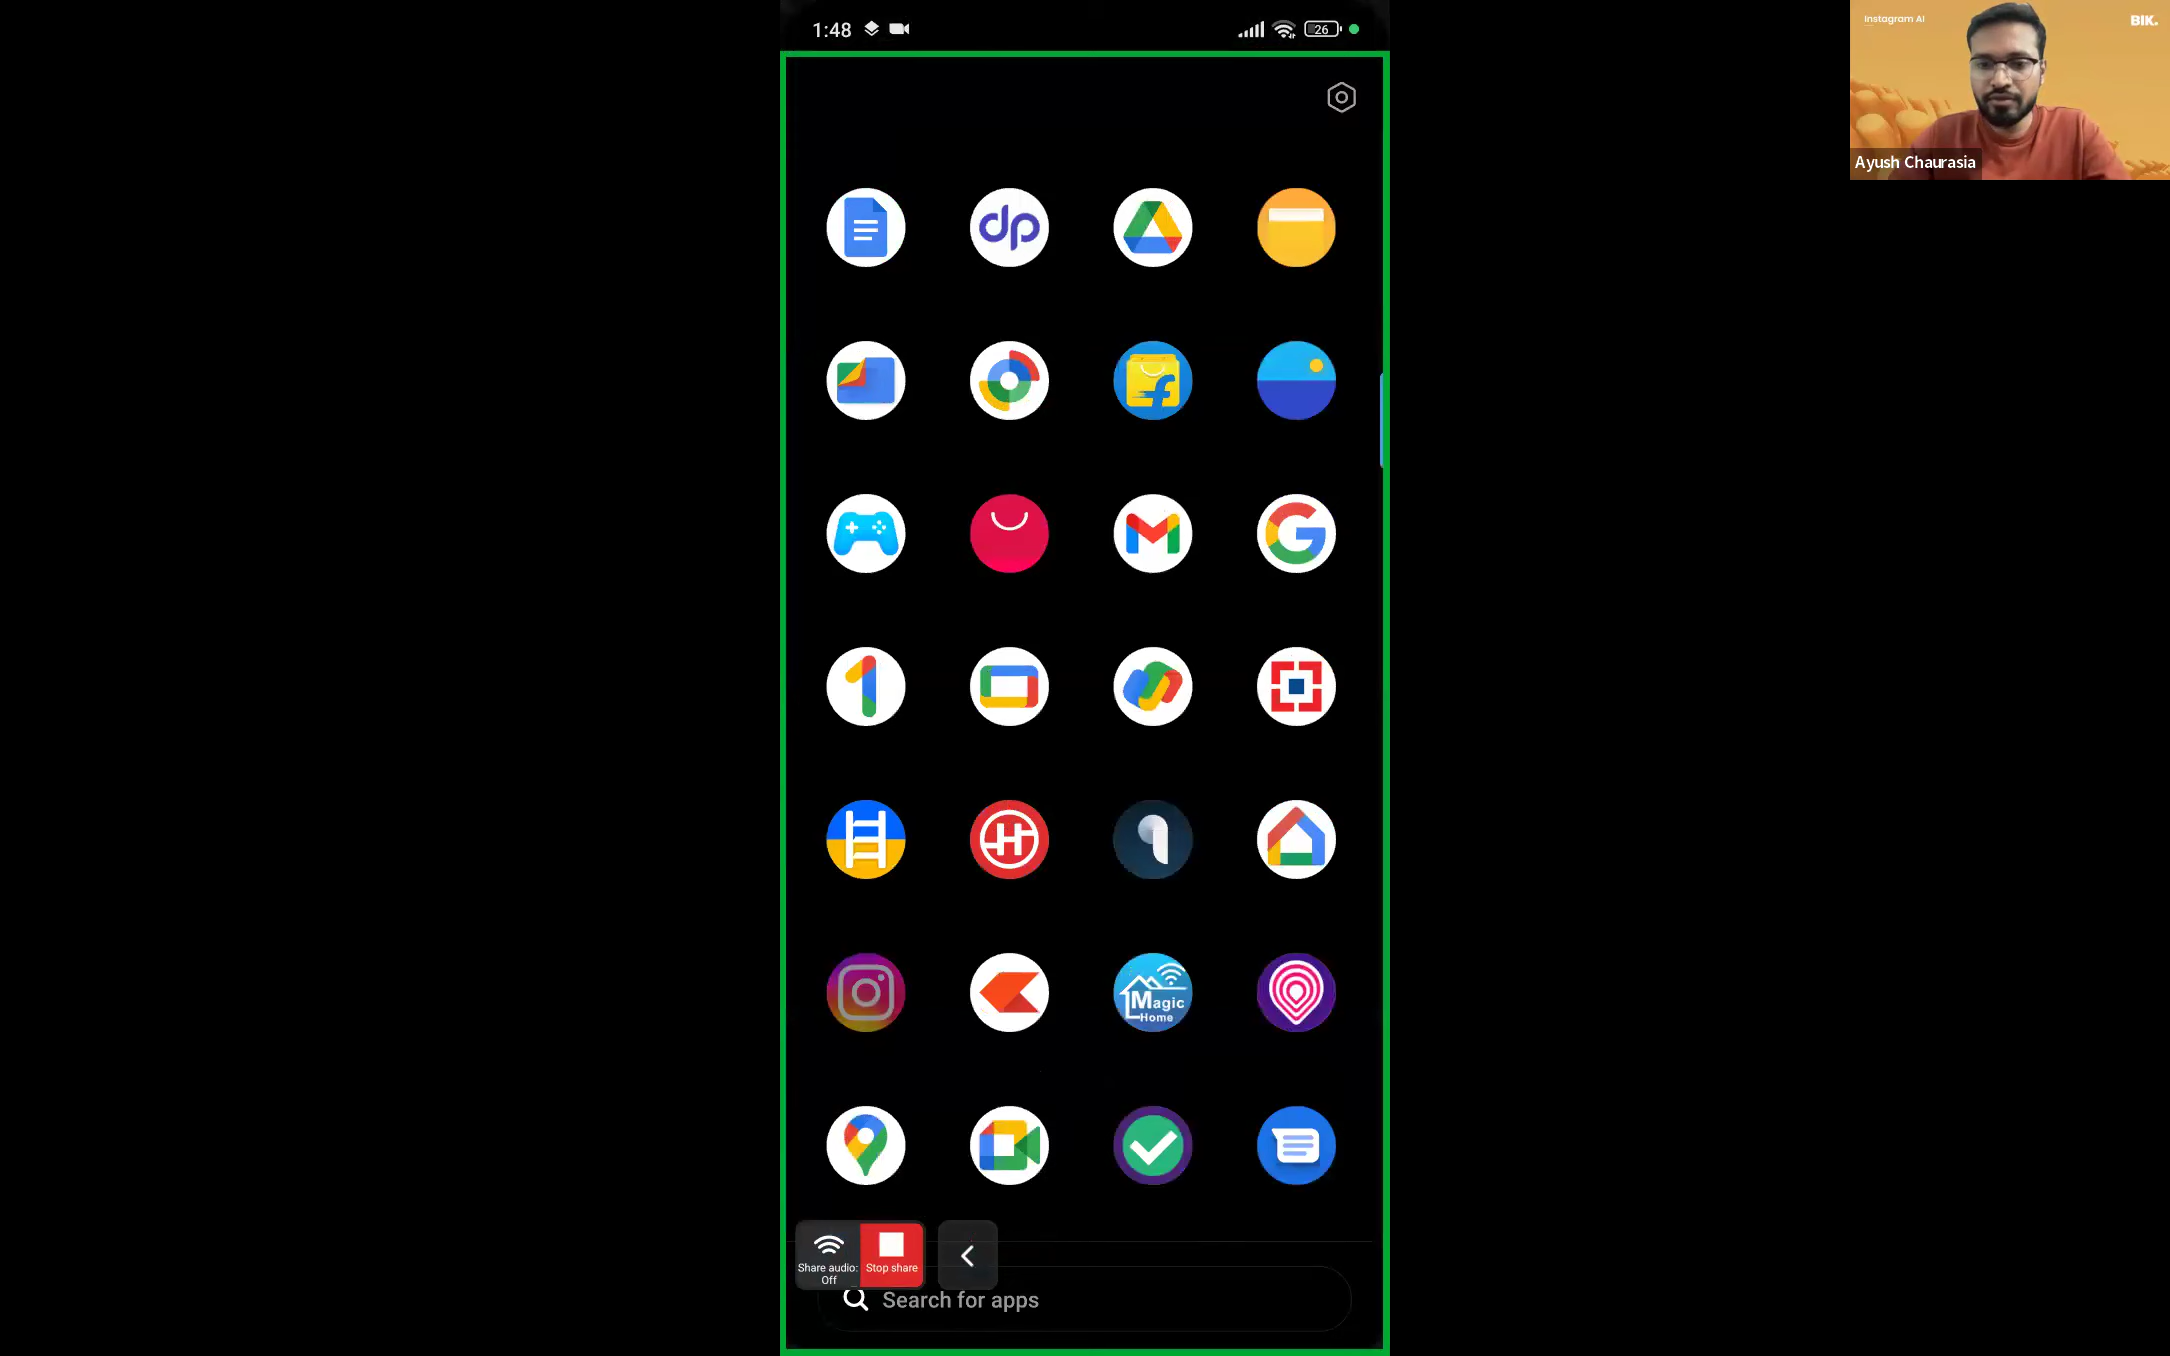 1:48
26
Instagram AI
BIK.
Ayush Chaurasia
dp
Magic
Home
Share audio:
Off
Stop share
Search for apps